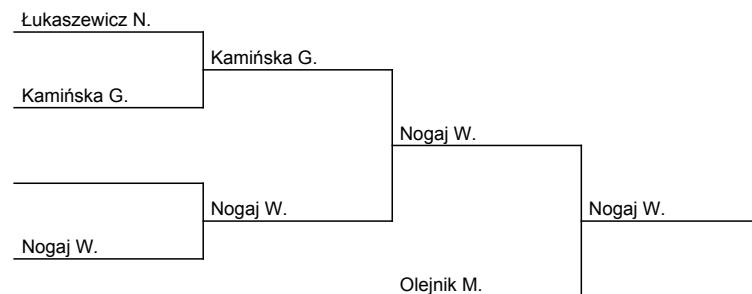 Łukaszewicz N.
Kamińska G.
Kamińska G.
Nogaj W.
Nogaj W.
Nogaj W.
Nogaj W.
Olejnik M.